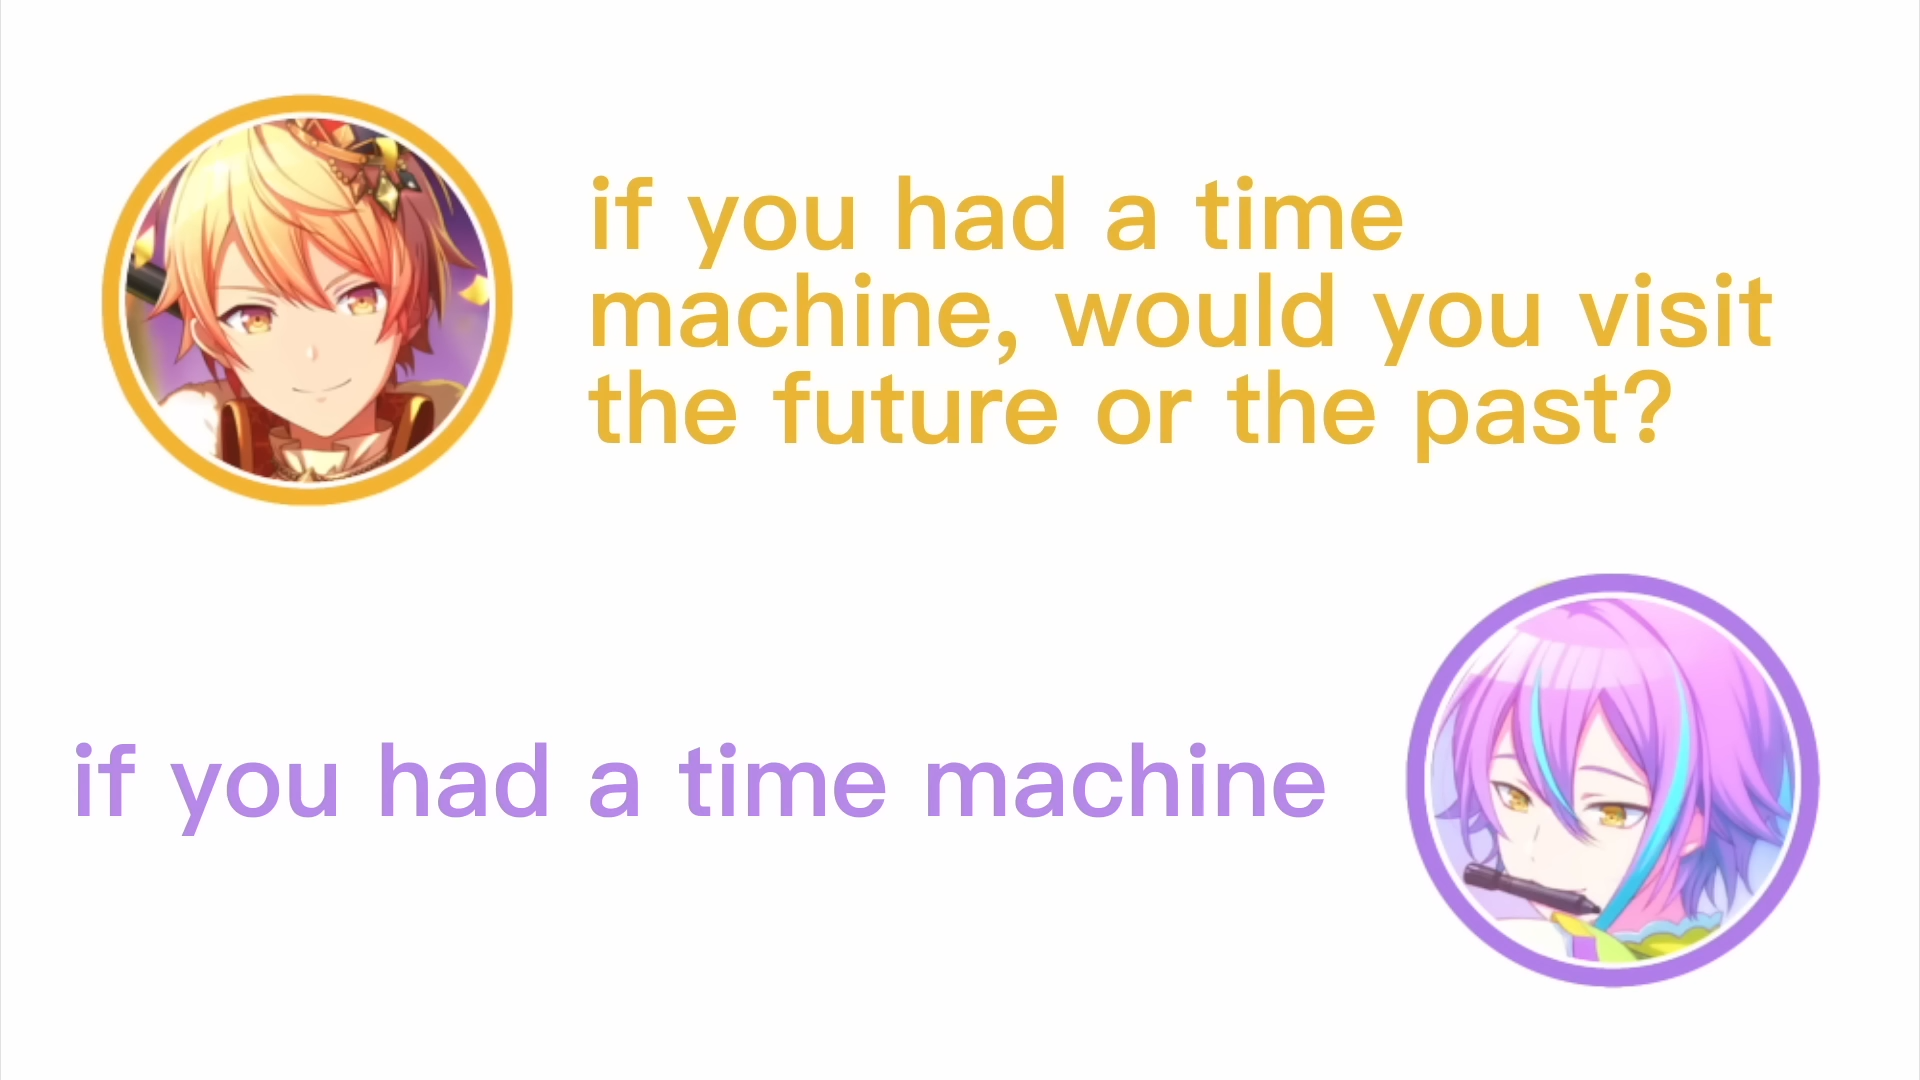 if you had a time
machine, would you visit
the future or the past?
if you had a time machine